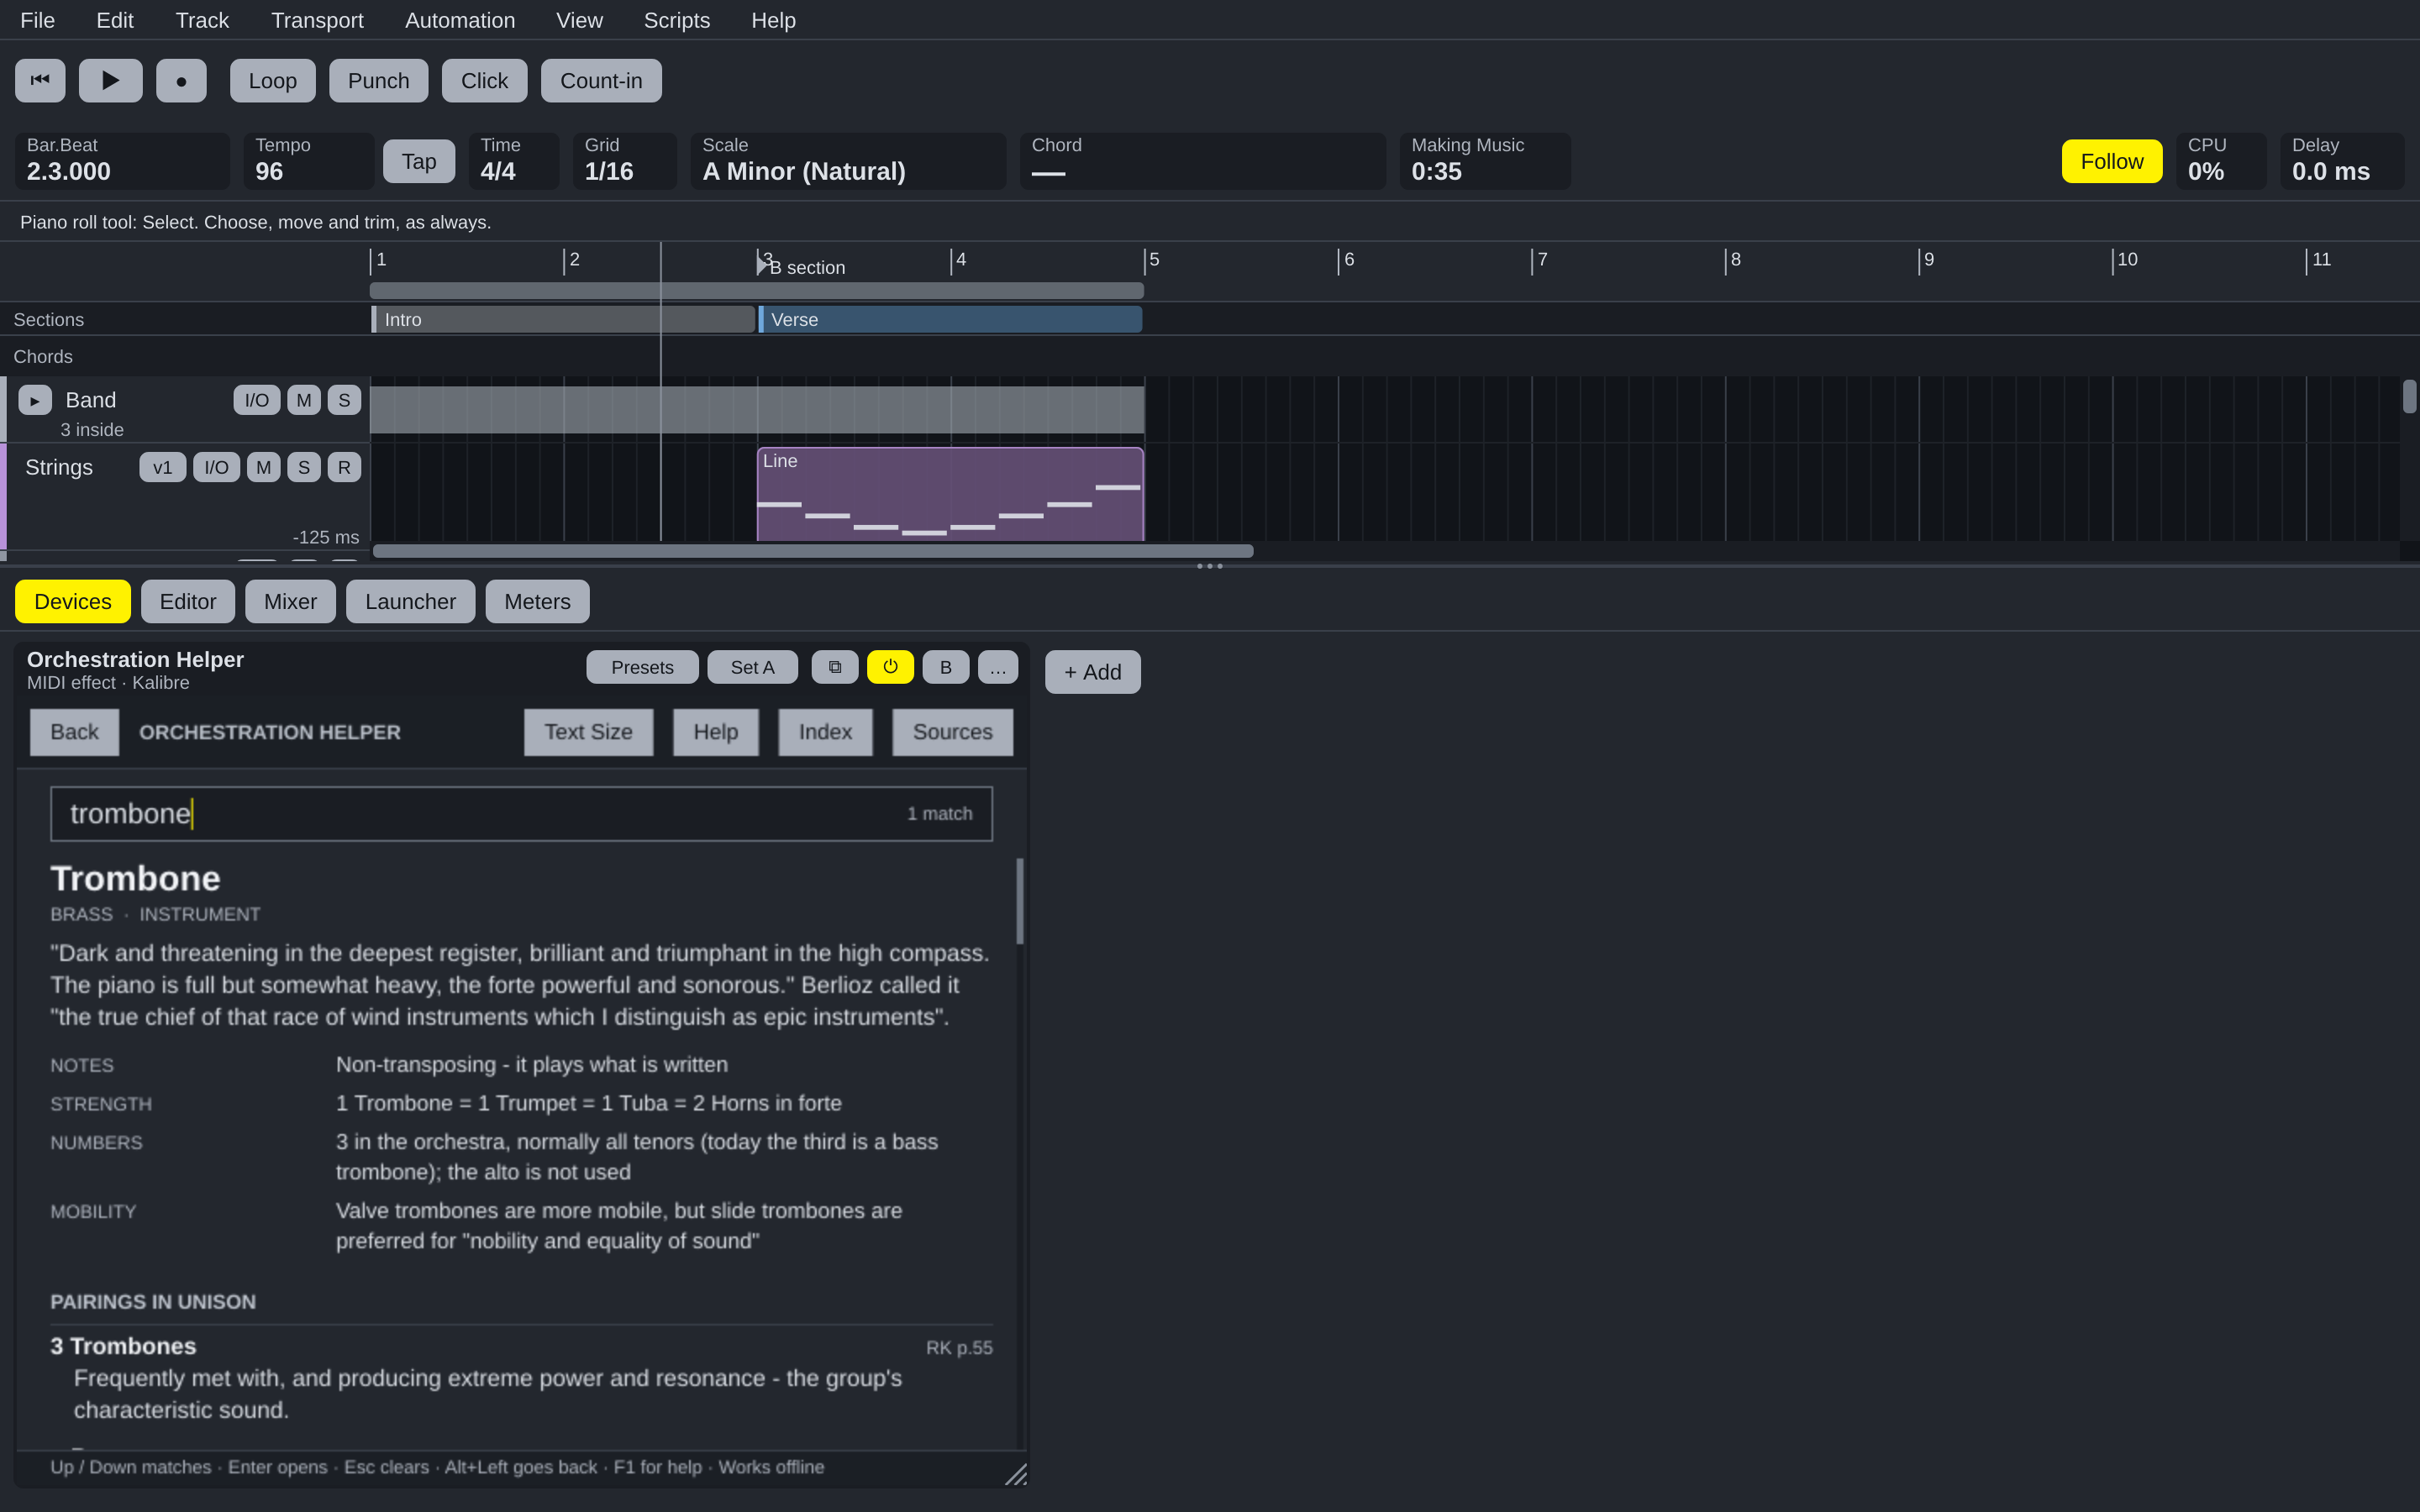 File Edit Track Transport Automation View Scripts Help
Loop Punch Click Count-in
Bar.Beat
2.3.000
Tempo
96
Tap
Time
4/4
Grid
1/16
Scale
A Minor (Natural)
Chord
—
Making Music
0:35
Follow
CPU
0%
Delay
0.0 ms
Piano roll tool: Select. Choose, move and trim, as always.
1 2 3 4 5 6 7 8 9 10 11
B section
Sections Intro Verse
Chords
Band I/O M S
3 inside
Strings v1 I/O M S R
Line
-125 ms
Devices Editor Mixer Launcher Meters
Orchestration Helper
MIDI effect · Kalibre
Presets Set A B ...
+ Add
Back ORCHESTRATION HELPER Text Size Help Index Sources
trombone 1 match
Trombone
BRASS · INSTRUMENT
"Dark and threatening in the deepest register, brilliant and triumphant in the high compass.
The piano is full but somewhat heavy, the forte powerful and sonorous." Berlioz called it
"the true chief of that race of wind instruments which I distinguish as epic instruments".
NOTES Non-transposing - it plays what is written
STRENGTH 1 Trombone = 1 Trumpet = 1 Tuba = 2 Horns in forte
NUMBERS 3 in the orchestra, normally all tenors (today the third is a bass
trombone); the alto is not used
MOBILITY Valve trombones are more mobile, but slide trombones are
preferred for "nobility and equality of sound"
PAIRINGS IN UNISON
3 Trombones RK p.55
Frequently met with, and producing extreme power and resonance - the group's
characteristic sound.
Up / Down matches · Enter opens · Esc clears · Alt+Left goes back · F1 for help · Works offline